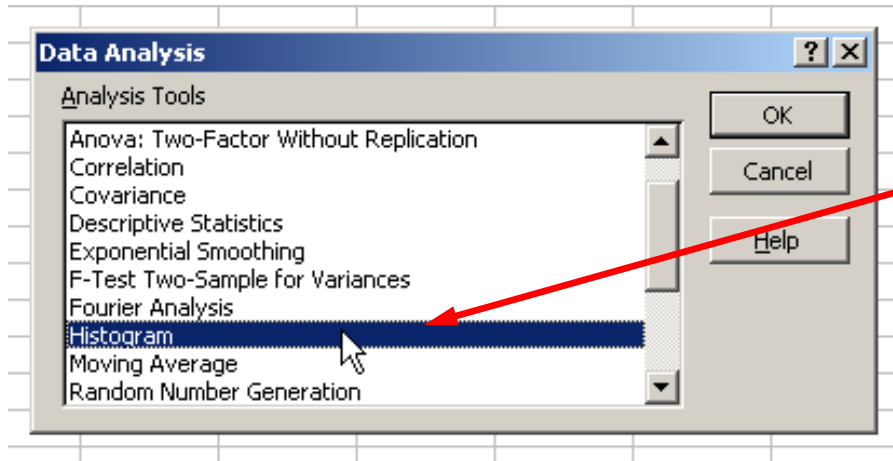 Data Analysis
Analysis Tools
Anova: Two-Factor Without Replication
Correlation
Covariance
Descriptive Statistics
Exponential Smoothing
F-Test Two-Sample for Variances
Fourier Analysis
Histogram
Moving Average
Random Number Generation
OK
Cancel
Help